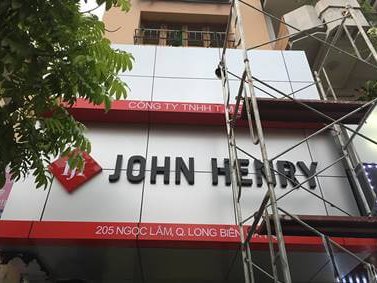 CÔNG TY TNHH T
JOHN HENRY
205 NGỌC LÂM, Q. LONG BIÊN